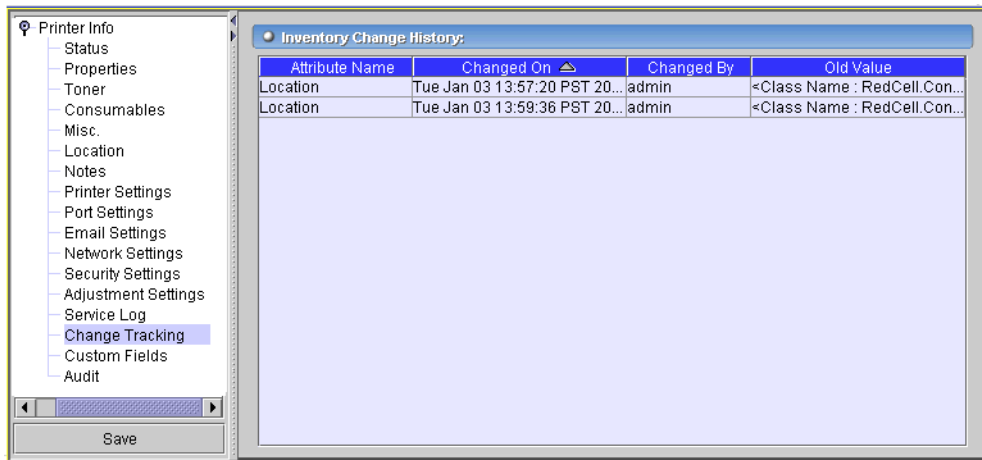 Printer Info
Status
Properties
Toner
Consumables
Misc.
Location
Notes
Printer Settings
Port Settings
Email Settings
Network Settings
Security Settings
Adjustment Settings
Service Log
Change Tracking
Custom Fields
Audit
Save
Inventory Change History:
Attribute Name Changed On Changed By Old Value
Location Tue Jan 03 13:57:20 PST 20... admin <Class Name : RedCell.Con...
Location Tue Jan 03 13:59:36 PST 20... admin <Class Name : RedCell.Con...